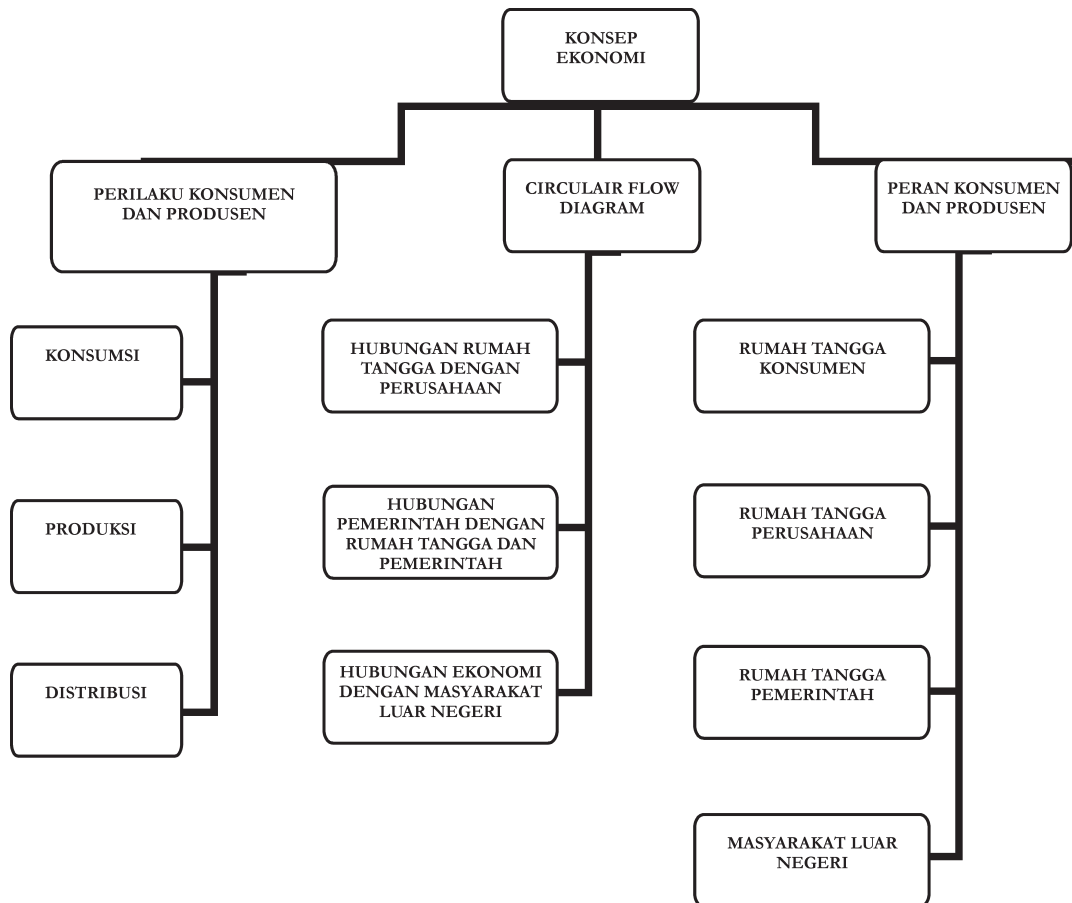 KONSEP
EKONOMI
PERILAKU KONSUMEN
DAN PRODUSEN
CIRCULAIR FLOW
DIAGRAM
PERAN KONSUMEN
DAN PRODUSEN
KONSUMSI
PRODUKSI
DISTRIBUSI
HUBUNGAN RUMAH
TANGGA DENGAN
PERUSAHAAN
HUBUNGAN
PEMERINTAH DENGAN
RUMAH TANGGA DAN
PEMERINTAH
HUBUNGAN EKONOMI
DENGAN MASYARAKAT
LUAR NEGERI
RUMAH TANGGA
KONSUMEN
RUMAH TANGGA
PERUSAHAAN
RUMAH TANGGA
PEMERINTAH
MASYARAKAT LUAR
NEGERI